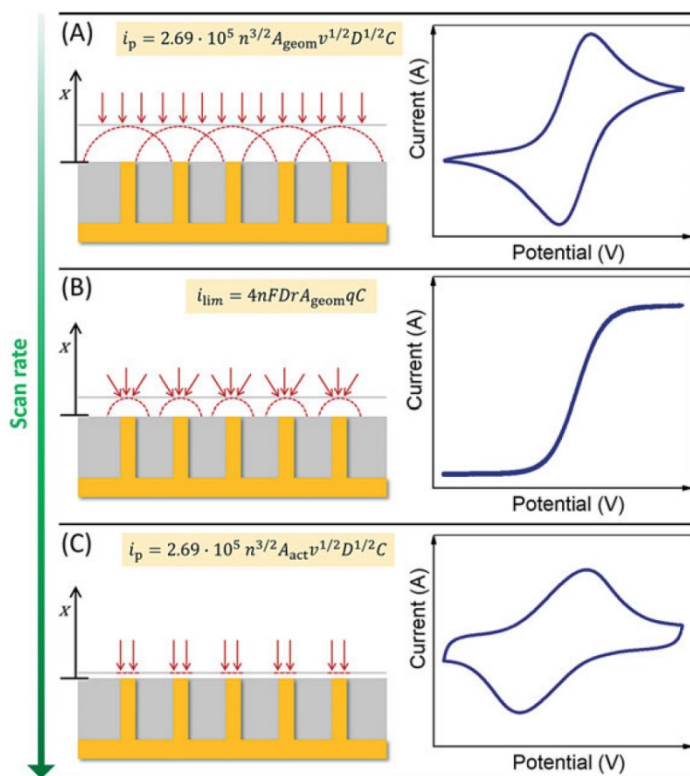 Scan rate
(A)
i_p = 2.69 · 10^5 n^{3/2} A_geom v^{1/2} D^{1/2} C
x
Current (A)
Potential (V)
(B)
i_lim = 4nFDrA_geom qC
x
Current (A)
Potential (V)
(C)
i_p = 2.69 · 10^5 n^{3/2} A_act v^{1/2} D^{1/2} C
x
Current (A)
Potential (V)